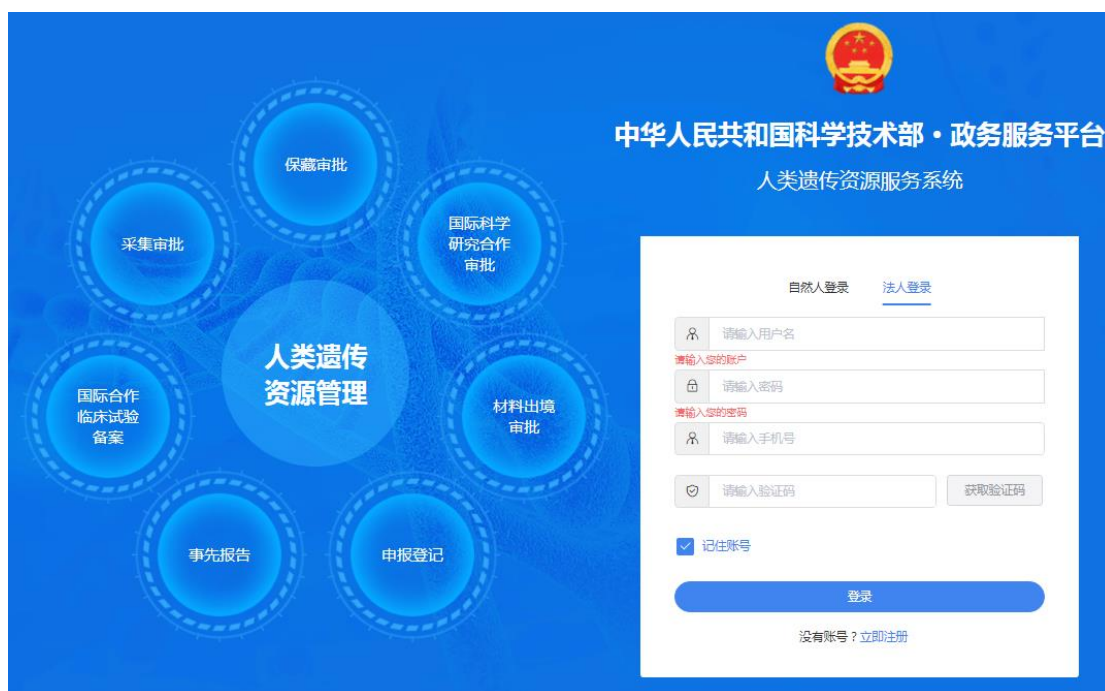 保藏审批
国际科学
研究合作
审批
采集审批
人类遗传
资源管理
国际合作
临床试验
备案
材料出境
审批
事先报告
申报登记
中华人民共和国科学技术部·政务服务平台
人类遗传资源服务系统
自然人登录 法人登录
请输入用户名
请输入您的账户
请输入密码
请输入您的密码
请输入手机号
请输入验证码 获取验证码
记住账号
登录
没有账号？立即注册